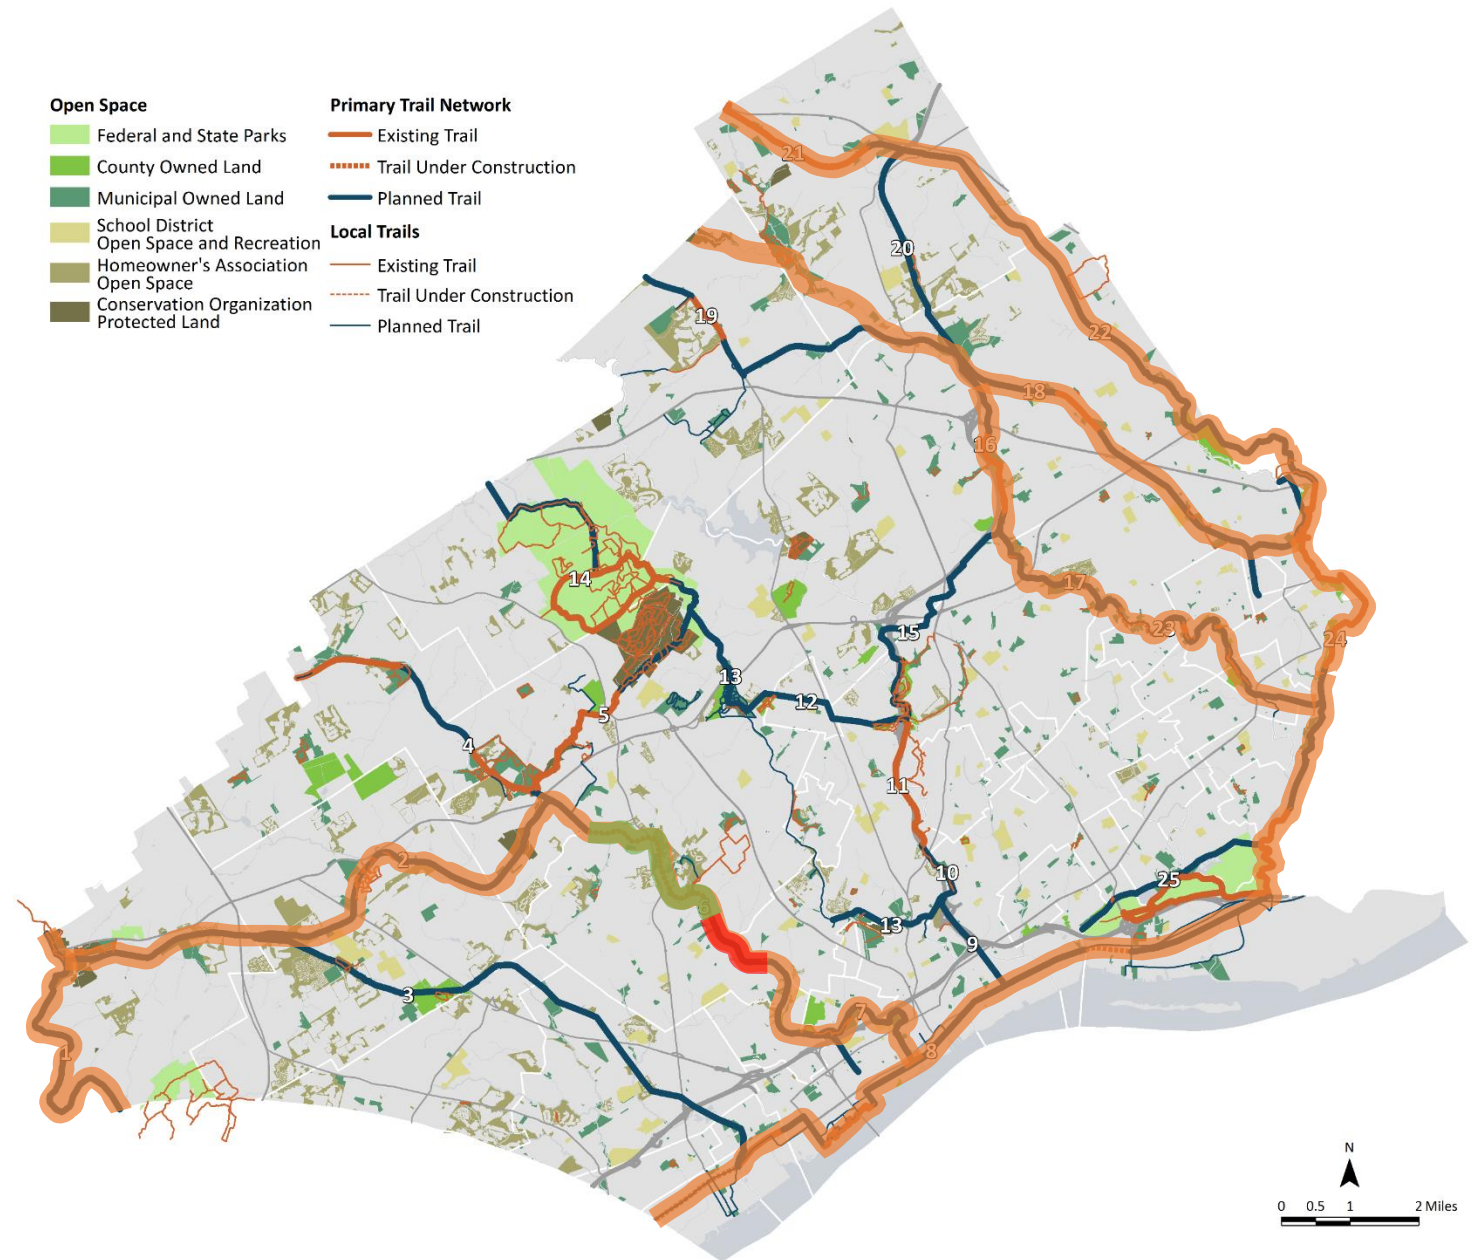 Open Space
Federal and State Parks
County Owned Land
Municipal Owned Land
School District
Open Space and Recreation
Homeowner's Association
Open Space
Conservation Organization
Protected Land
Primary Trail Network
Existing Trail
Trail Under Construction
Planned Trail
Local Trails
Existing Trail
Trail Under Construction
Planned Trail
21
20
19
22
18
16
14
17
15
23
24
13
12
5
4
11
2
10
25
6
13
9
3
7
8
1
N
0 0.5 1 2 Miles